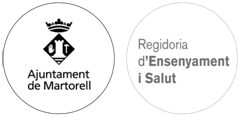 Ajuntament
de Martorell
Regidoria
d'Ensenyament
i Salut